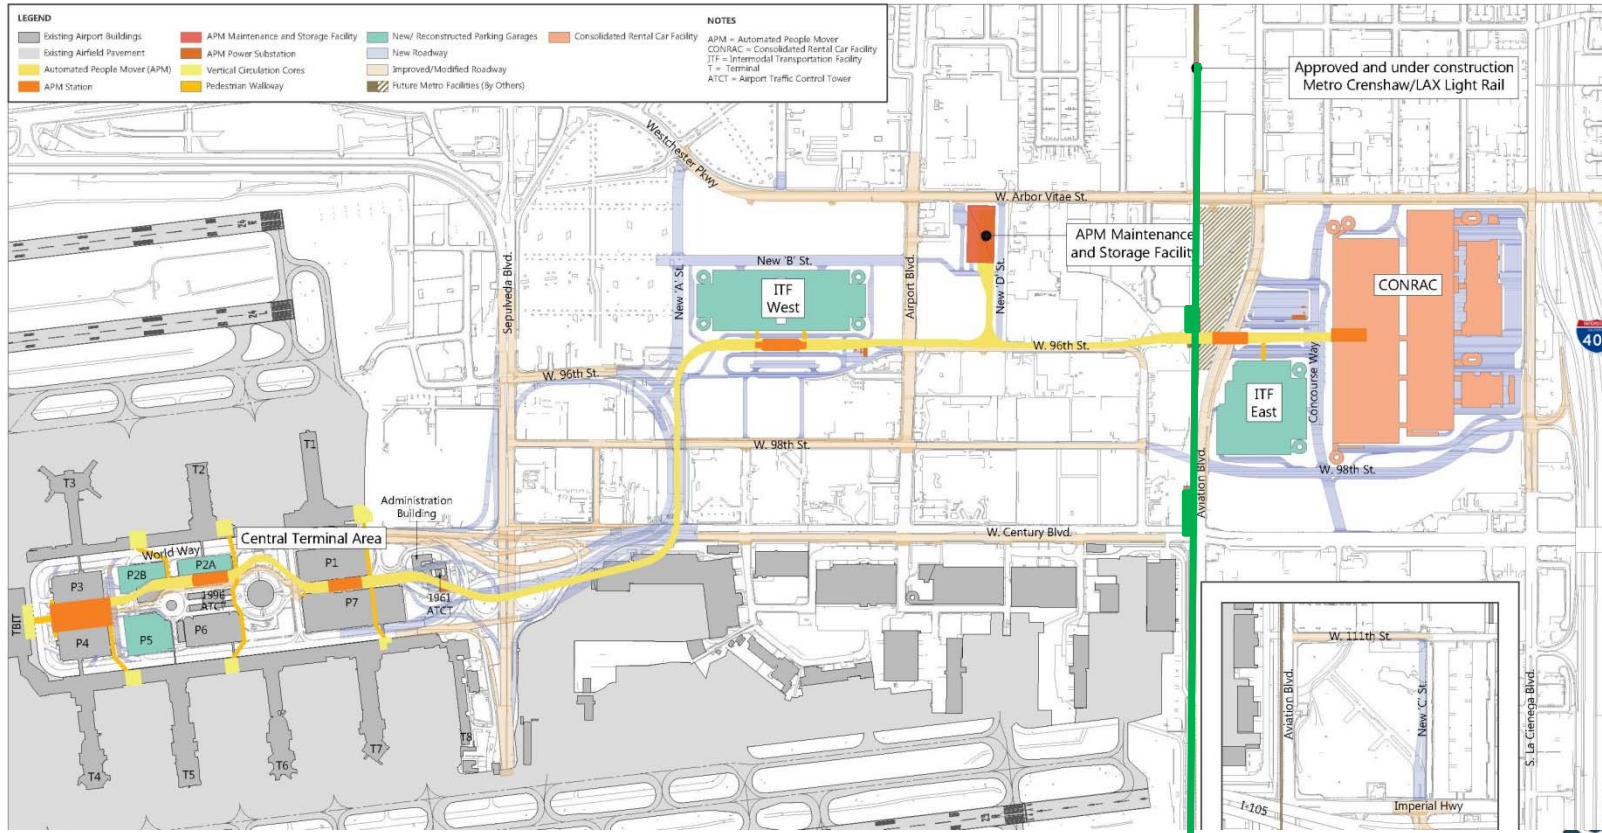 LEGEND
Existing Airport Buildings
Existing Airfield Pavement
Automated People Mover (APM)
APM Station
APM Maintenance and Storage Facility
APM Power Substation
Vertical Circulation Cores
Pedestrian Walkway
New/ Reconstructed Parking Garages
New Roadway
Improved/Modified Roadway
Future Metro Facilities (By Others)
Consolidated Rental Car Facility
NOTES
APM = Automated People Mover
CONRAC = Consolidated Rental Car Facility
ITF = Intermodal Transportation Facility
T = Terminal
ATCT = Airport Traffic Control Tower
Approved and under construction
Metro Crenshaw/LAX Light Rail
Westchester Pkwy
W. Arbor Vitae St.
APM Maintenance
and Storage Facility
New 'B' St.
New 'A' St.
Sepulveda Blvd.
Airport Blvd.
New 'D' St.
ITF
West
CONRAC
W. 96th St.
W. 96th St.
ITF
East
Concourse Way
40
W. 98th St.
W. 98th St.
Aviation Blvd.
W. Century Blvd.
24
24
T1
T2
T3
Administration
Building
Central Terminal Area
World Way
P1
P2A
P2B
P3
P4
P5
P6
P7
1996
ATCT
1961
ATCT
TBIT
T4
T5
T6
T7
T8
W. 111th St.
Aviation Blvd.
New 'C' St.
S. La Cienega Blvd.
Imperial Hwy
I-105